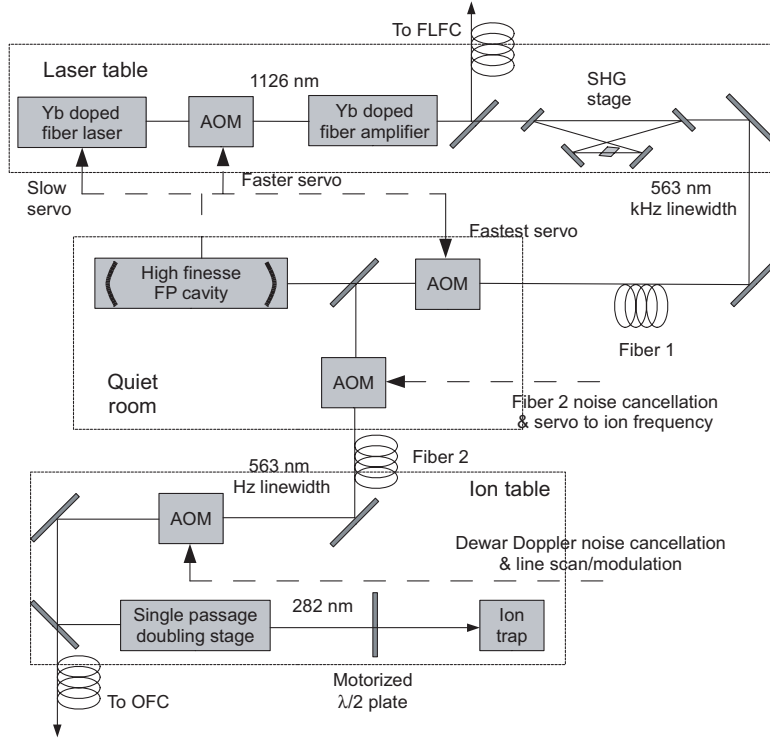 To FLFC
Laser table
1126 nm
SHG
stage
Yb doped
fiber laser
AOM
Yb doped
fiber amplifier
Slow
servo
Faster servo
563 nm
kHz linewidth
Fastest servo
High finesse
FP cavity
AOM
Fiber 1
Quiet
room
AOM
Fiber 2 noise cancellation
& servo to ion frequency
Fiber 2
563 nm
Hz linewidth
Ion table
AOM
Dewar Doppler noise cancellation
& line scan/modulation
Single passage
doubling stage
282 nm
Ion
trap
Motorized
λ/2 plate
To OFC